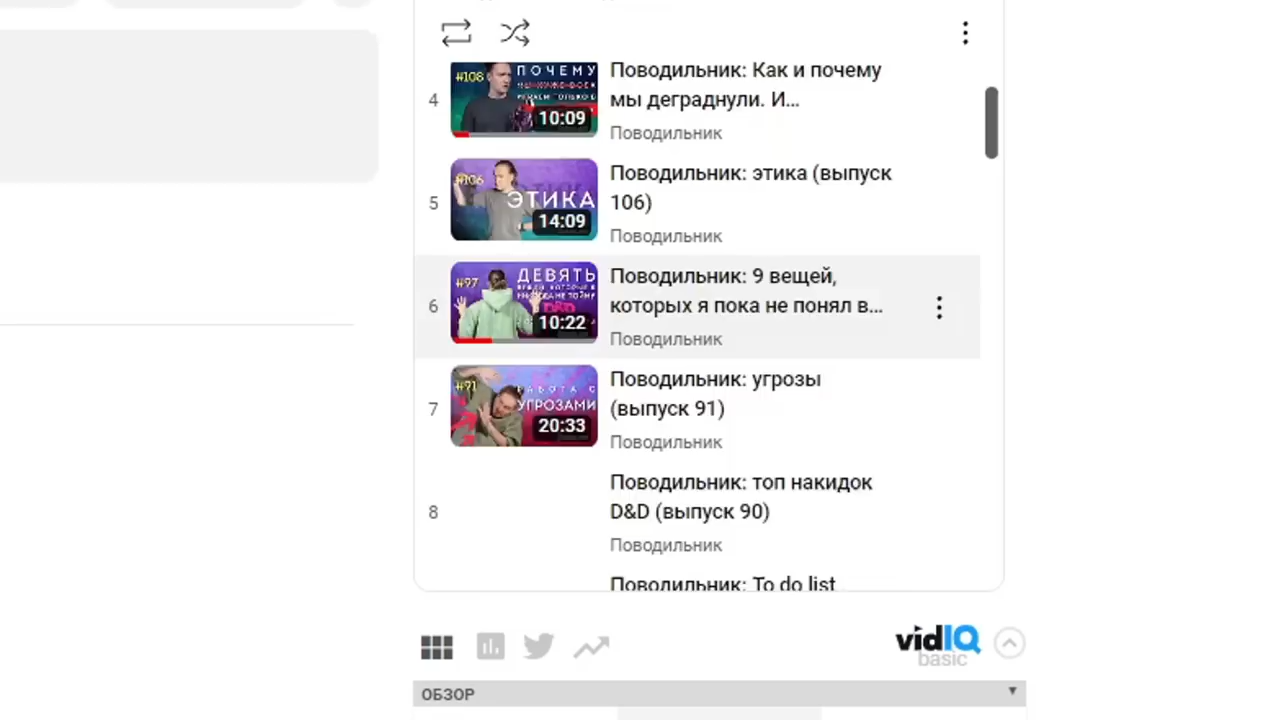 4
#108
ПОЧЕМУ
10:09
Поводильник: Как и почему
мы деграднули. И...
Поводильник
5
#106
ЭТИКА
14:09
Поводильник: этика (выпуск
106)
Поводильник
6
#97
ДЕВЯТЬ
D&D
10:22
Поводильник: 9 вещей,
которых я пока не понял в...
Поводильник
7
#91
РАБОТА С
УГРОЗАМИ
20:33
Поводильник: угрозы
(выпуск 91)
Поводильник
8
Поводильник: топ накидок
D&D (выпуск 90)
Поводильник
Поводильник: To do list
vidIQ
basic
ОБЗОР